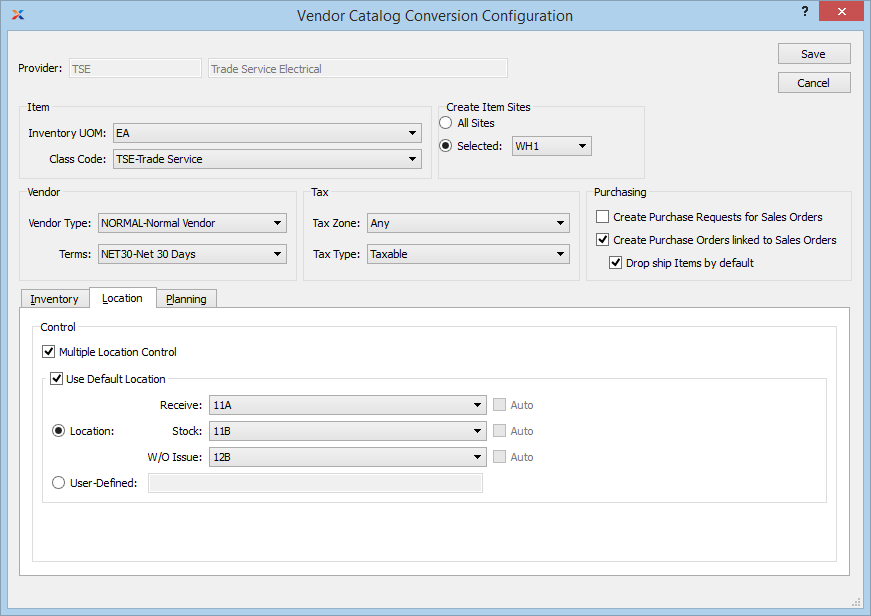 Vendor Catalog Conversion Configuration
?
Provider: TSE Trade Service Electrical
Save
Cancel
Item
Inventory UOM: EA
Class Code: TSE-Trade Service
Create Item Sites
All Sites
Selected: WH1
Vendor
Vendor Type: NORMAL-Normal Vendor
Terms: NET30-Net 30 Days
Tax
Tax Zone: Any
Tax Type: Taxable
Purchasing
Create Purchase Requests for Sales Orders
Create Purchase Orders linked to Sales Orders
Drop ship Items by default
Inventory Location Planning
Control
Multiple Location Control
Use Default Location
Receive: 11A Auto
Location: Stock: 11B Auto
W/O Issue: 12B Auto
User-Defined: